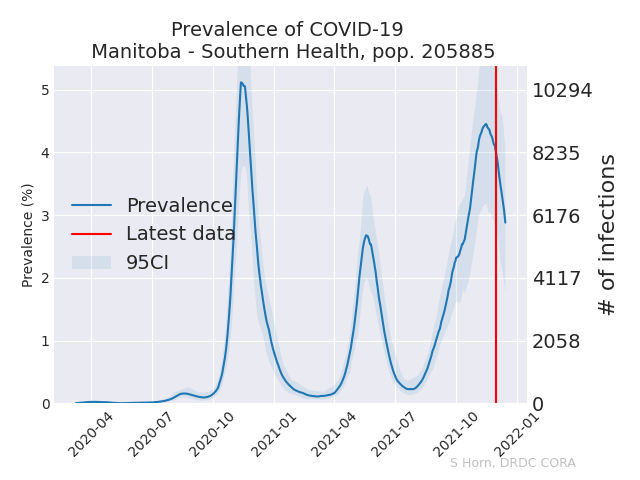 Prevalence of COVID-19
Manitoba - Southern Health, pop. 205885
5
4
3
2
1
0
Prevalence (%)
10294
8235
6176
4117
2058
0
# of infections
Prevalence
Latest data
95CI
2020-04
2020-07
2020-10
2021-01
2021-04
2021-07
2021-10
2022-01
S Horn, DRDC CORA